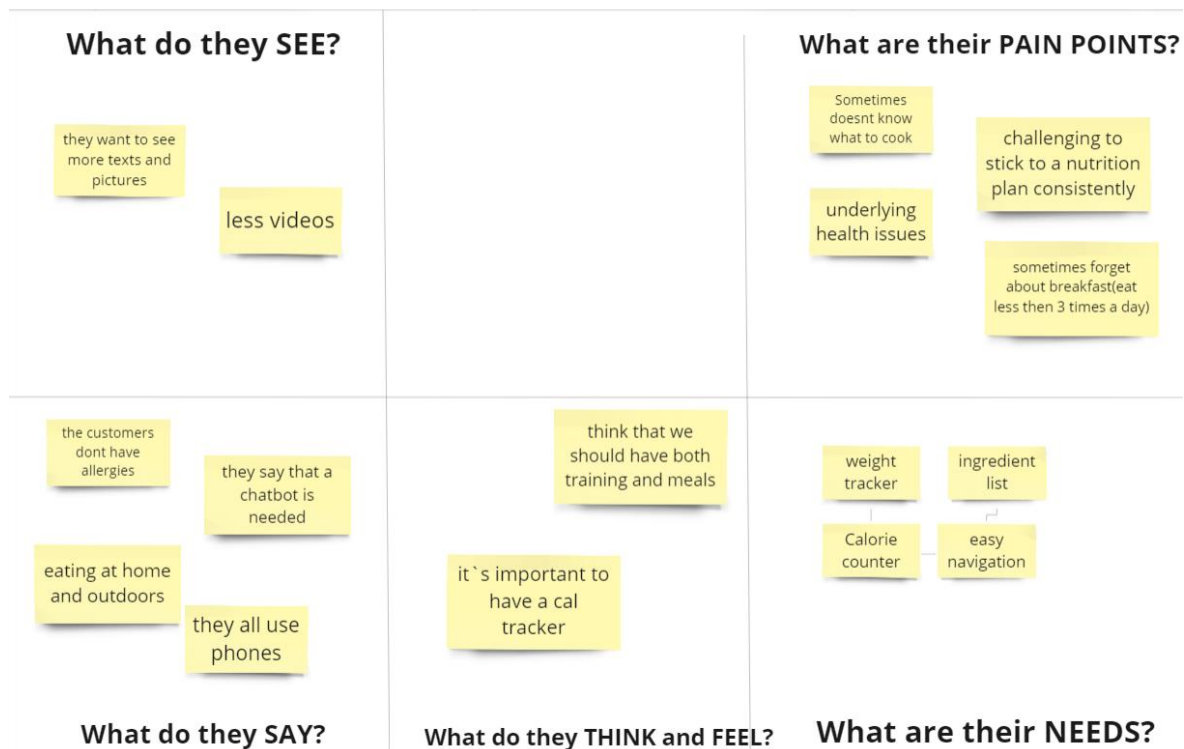 What do they SEE?
they want to see
more texts and
pictures
less videos
What are their PAIN POINTS?
Sometimes
doesnt know
what to cook
challenging to
stick to a nutrition
plan consistently
underlying
health issues
sometimes forget
about breakfast(eat
less then 3 times a day)
the customers
dont have
allergies
they say that a
chatbot is
needed
eating at home
and outdoors
they all use
phones
What do they SAY?
think that we
should have both
training and meals
it`s important to
have a cal
tracker
What do they THINK and FEEL?
weight
tracker
ingredient
list
Calorie
counter
easy
navigation
What are their NEEDS?